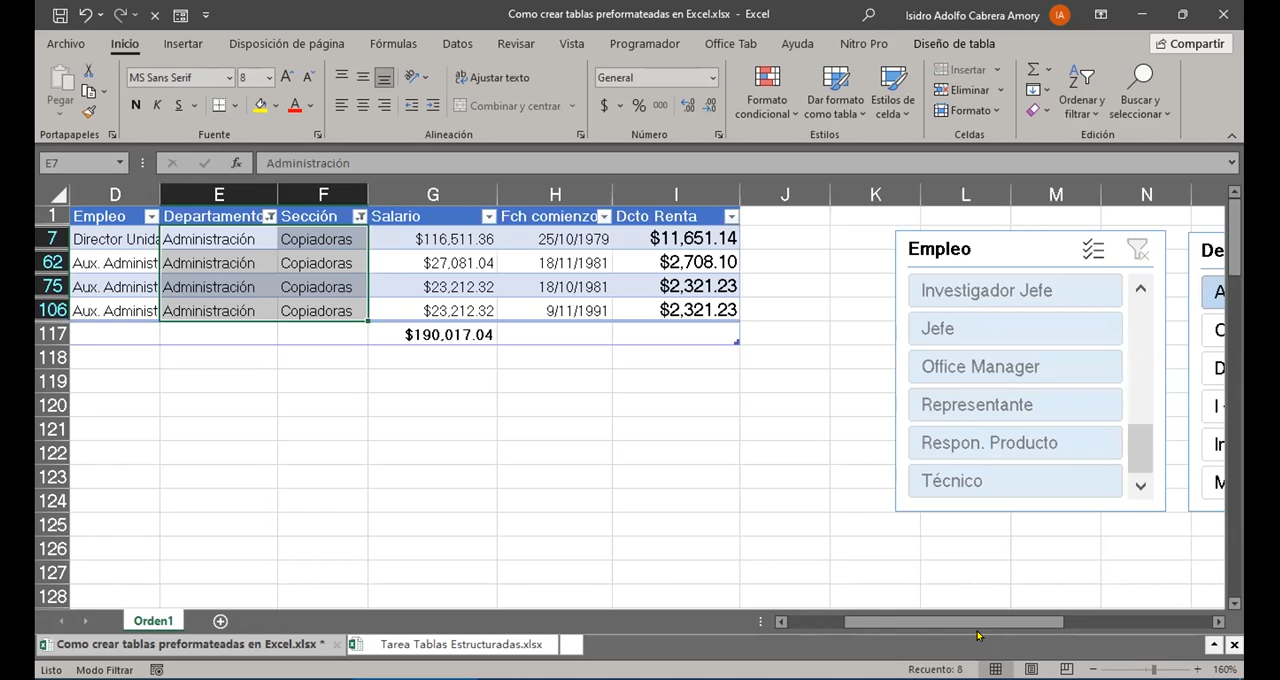 Como crear tablas preformateadas en Excel.xlsx - Excel
Isidro Adolfo Cabrera Amory IA
Archivo Inicio Insertar Disposición de página Fórmulas Datos Revisar Vista Programador Office Tab Ayuda Nitro Pro Diseño de tabla Compartir
Pegar
MS Sans Serif 8
N K S
Ajustar texto
Combinar y centrar
General
$ % 000
Formato condicional
Dar formato como tabla
Estilos de celda
Insertar
Eliminar
Formato
Ordenar y filtrar
Buscar y seleccionar
Portapapeles Fuente Alineación Número Estilos Celdas Edición
E7 fx Administración
D E F G H I J K L M N
1 Empleo Departamento Sección Salario Fch comienzo Dcto Renta
7 Director Unida Administración Copiadoras $116,511.36 25/10/1979 $11,651.14
62 Aux. Administ Administración Copiadoras $27,081.04 18/11/1981 $2,708.10
75 Aux. Administ Administración Copiadoras $23,212.32 18/10/1981 $2,321.23
106 Aux. Administ Administración Copiadoras $23,212.32 9/11/1991 $2,321.23
117 $190,017.04
118
119
120
121
122
123
124
125
126
127
128
Empleo
Investigador Jefe
Jefe
Office Manager
Representante
Respon. Producto
Técnico
De
A
C
D
I
In
M
Orden1
Como crear tablas preformateadas en Excel.xlsx * Tarea Tablas Estructuradas.xlsx
Listo Modo Filtrar Recuento: 8 160%